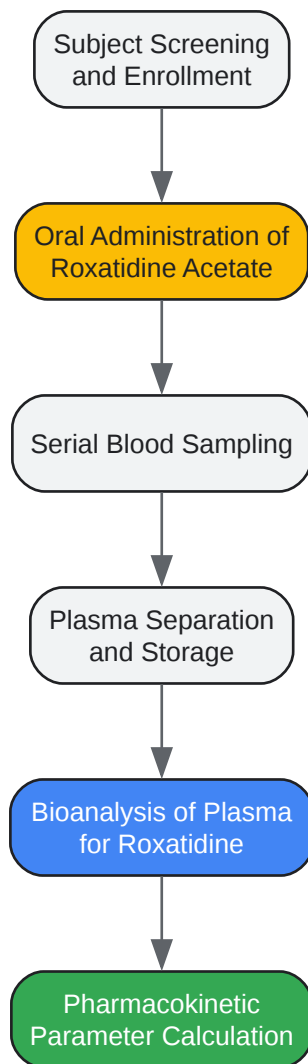 Subject Screening
and Enrollment
Oral Administration of
Roxatidine Acetate
Serial Blood Sampling
Plasma Separation
and Storage
Bioanalysis of Plasma
for Roxatidine
Pharmacokinetic
Parameter Calculation